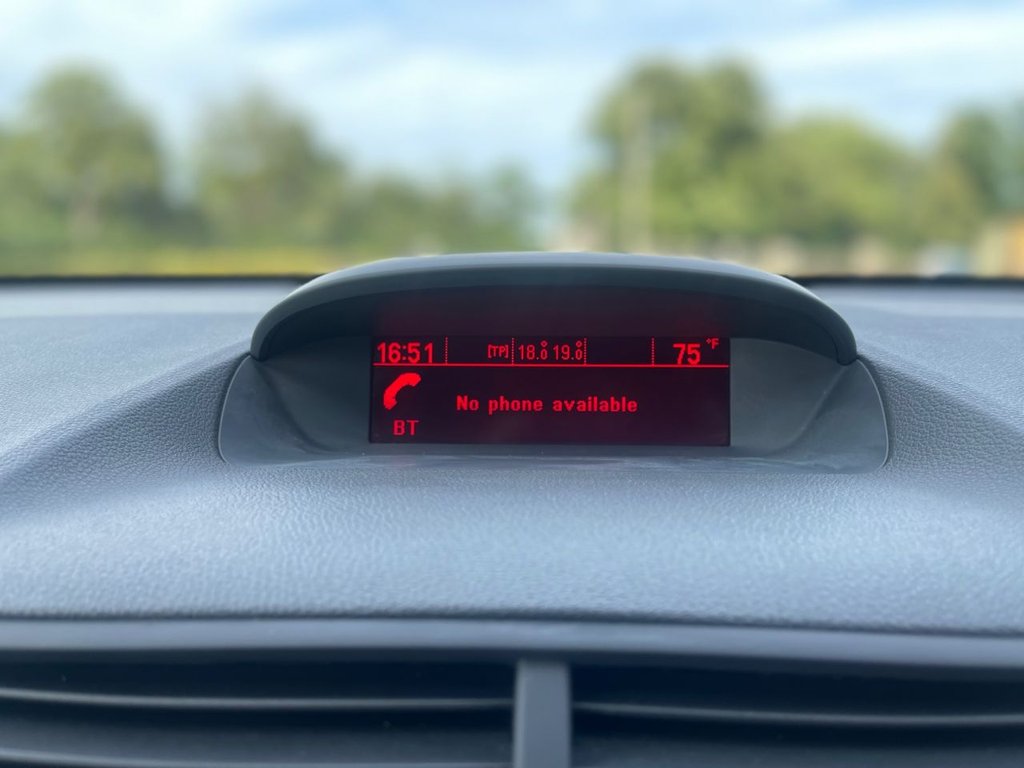 16:51 [TP] 18.0° 19.0° 75 °F
No phone available
BT